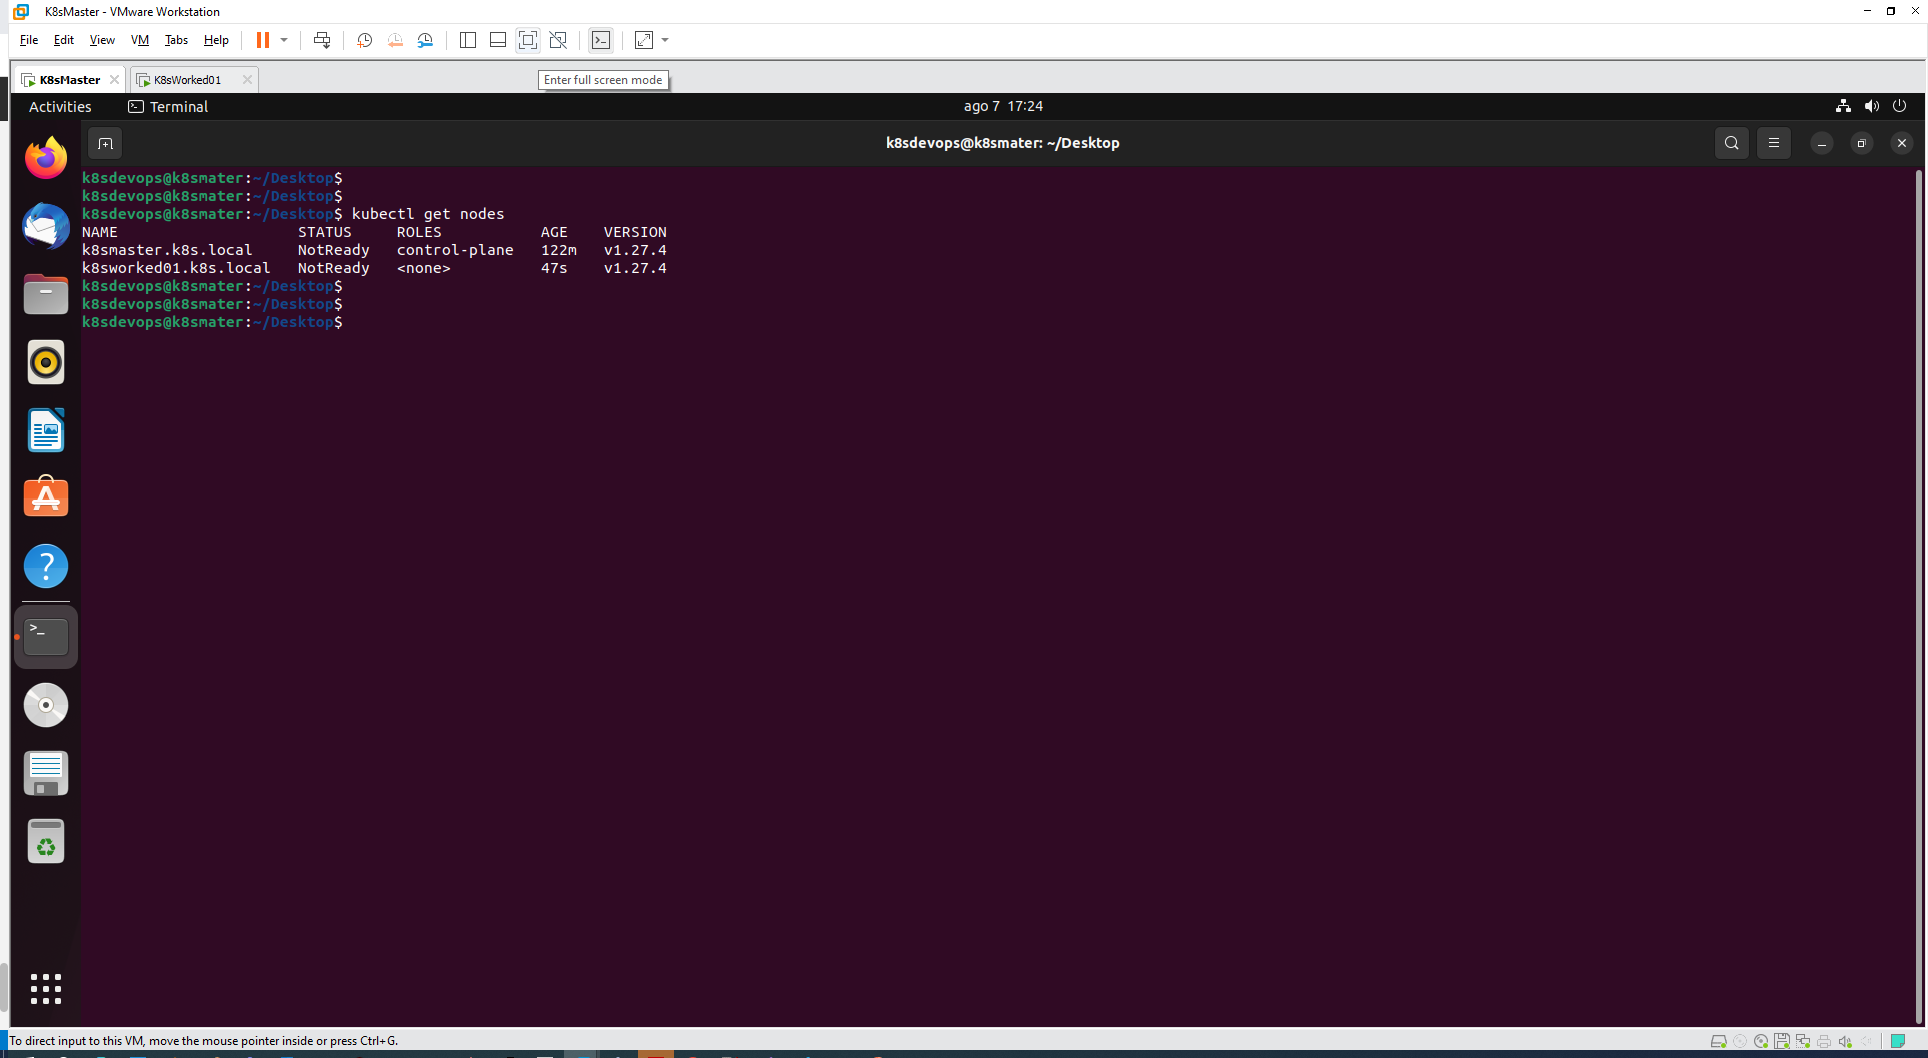 K8sMaster - VMware Workstation
File Edit View VM Tabs Help
K8sMaster K8sWorked01
Enter full screen mode
Activities Terminal ago 7 17:24
k8sdevops@k8smater: ~/Desktop
k8sdevops@k8smater:~/Desktop$
k8sdevops@k8smater:~/Desktop$
k8sdevops@k8smater:~/Desktop$ kubectl get nodes
NAME STATUS ROLES AGE VERSION
k8smaster.k8s.local NotReady control-plane 122m v1.27.4
k8sworked01.k8s.local NotReady <none> 47s v1.27.4
k8sdevops@k8smater:~/Desktop$
k8sdevops@k8smater:~/Desktop$
k8sdevops@k8smater:~/Desktop$
To direct input to this VM, move the mouse pointer inside or press Ctrl+G.